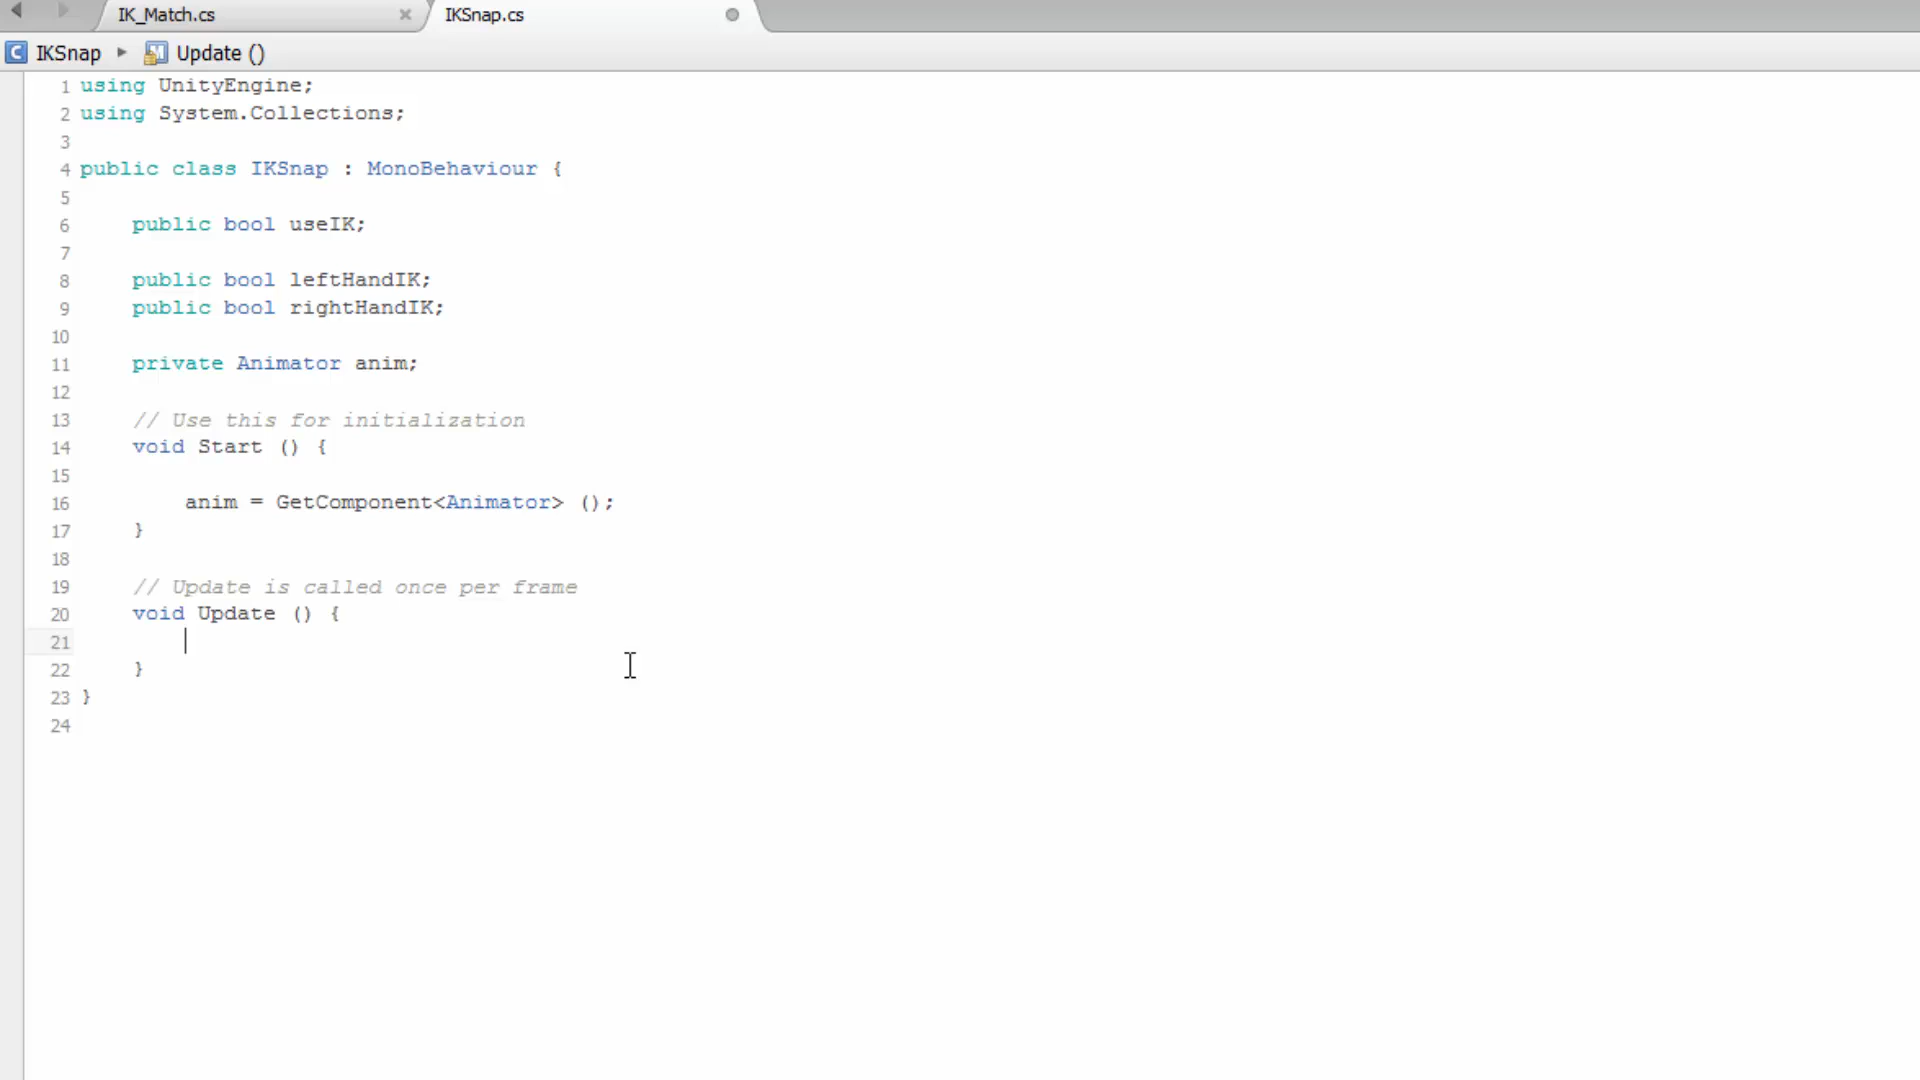 IK_Match.cs
IKSnap.cs
IKSnap
Update ()
1 using UnityEngine;
2 using System.Collections;
3
4 public class IKSnap : MonoBehaviour {
5
6 public bool useIK;
7
8 public bool leftHandIK;
9 public bool rightHandIK;
10
11 private Animator anim;
12
13 // Use this for initialization
14 void Start () {
15
16 anim = GetComponent<Animator> ();
17 }
18
19 // Update is called once per frame
20 void Update () {
21
22 }
23 }
24